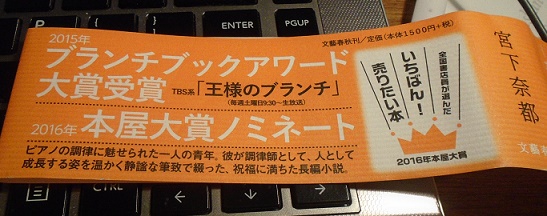 ENTER
PGUP
2015年
ブランチブックアワード
大賞受賞
TBS系「王様のブランチ」
(毎週土曜日9:30〜生放送)
2016年 本屋大賞ノミネート
ピアノの調律に魅せられた一人の青年。彼が調律師として、人として
成長する姿を温かく静謐な筆致で綴った、祝福に満ちた長編小説。
文藝春秋刊/定価(本体1500円+税)
全国書店員が選んだ
いちばん!
売りたい本
2016年本屋大賞
宮下奈都
文藝春
CTRL